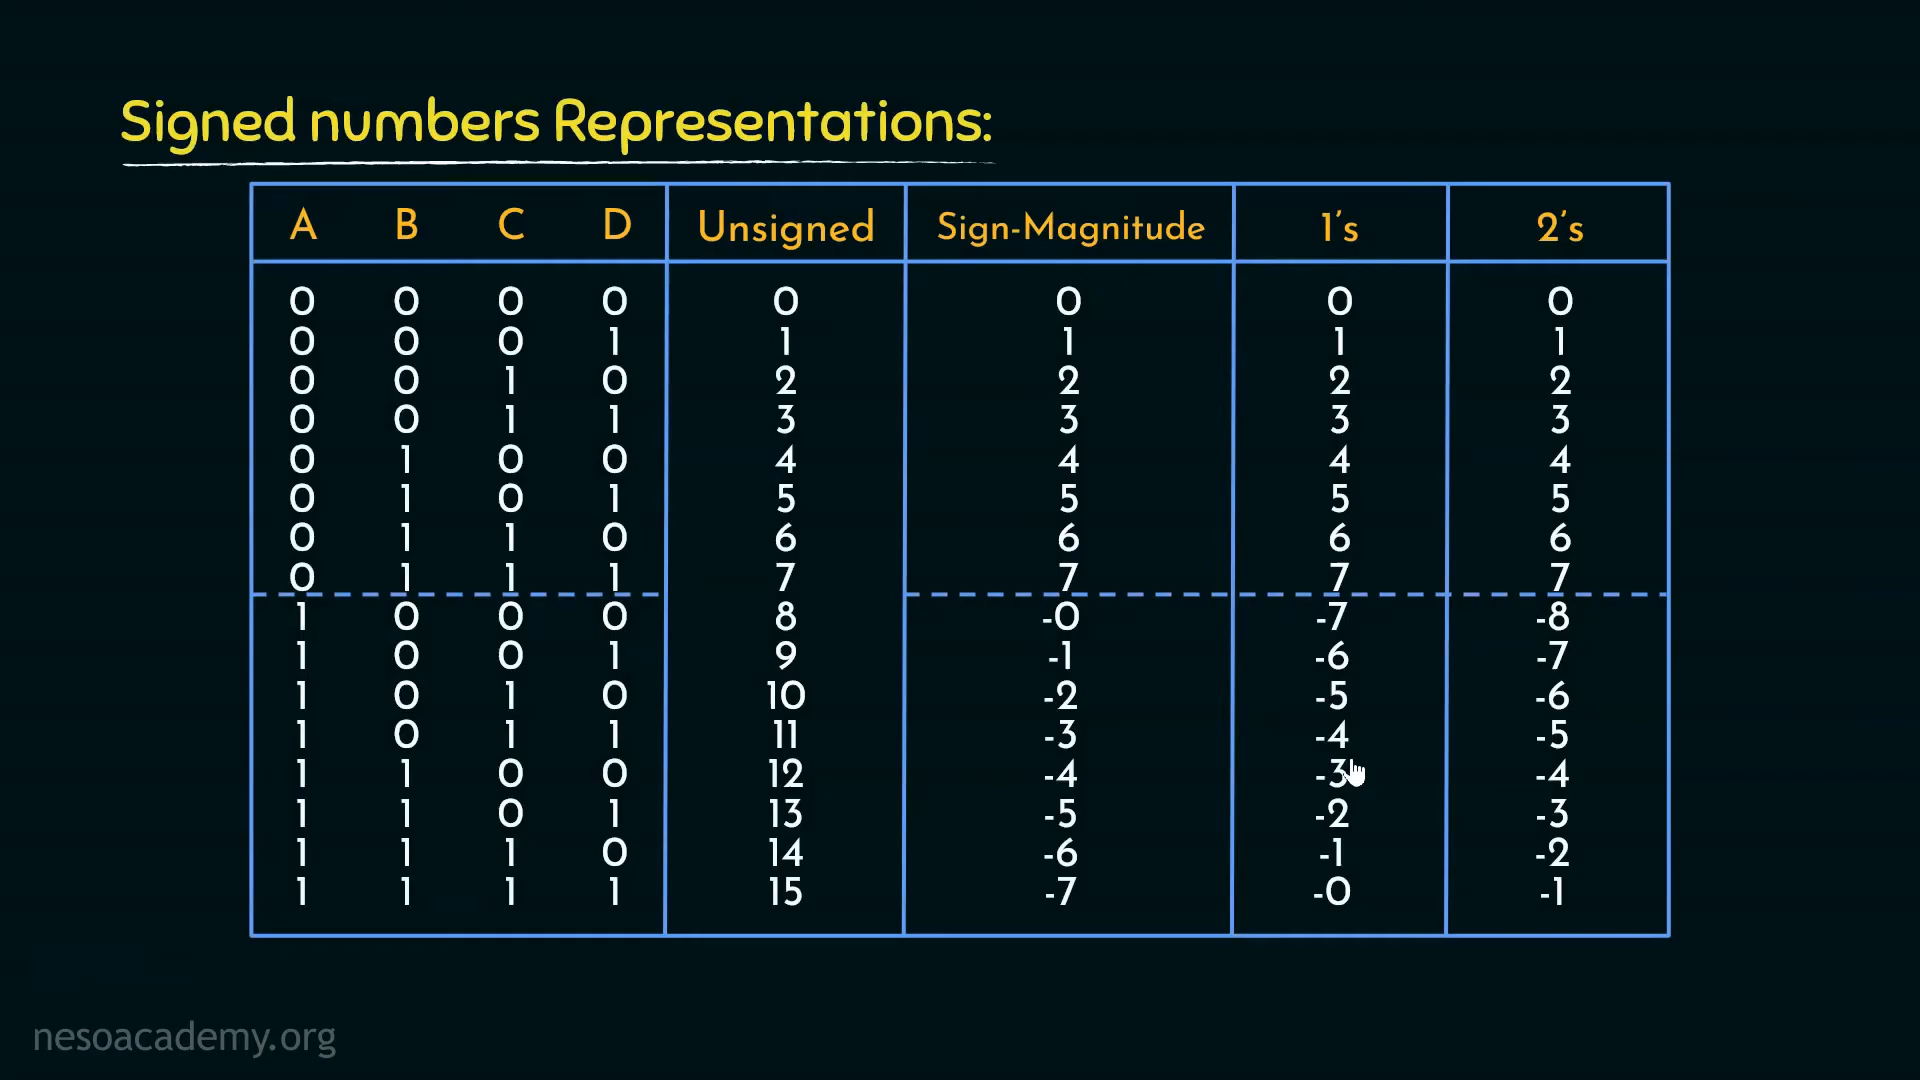 Signed numbers Representations:
A B C D Unsigned Sign-Magnitude 1's 2's
0 0 0 0 0 0 0 0
0 0 0 1 1 1 1 1
0 0 1 0 2 2 2 2
0 0 1 1 3 3 3 3
0 1 0 0 4 4 4 4
0 1 0 1 5 5 5 5
0 1 1 0 6 6 6 6
0 1 1 1 7 7 7 7
1 0 0 0 8 -0 -7 -8
1 0 0 1 9 -1 -6 -7
1 0 1 0 10 -2 -5 -6
1 0 1 1 11 -3 -4 -5
1 1 0 0 12 -4 -3 -4
1 1 0 1 13 -5 -2 -3
1 1 1 0 14 -6 -1 -2
1 1 1 1 15 -7 -0 -1
nesoacademy.org